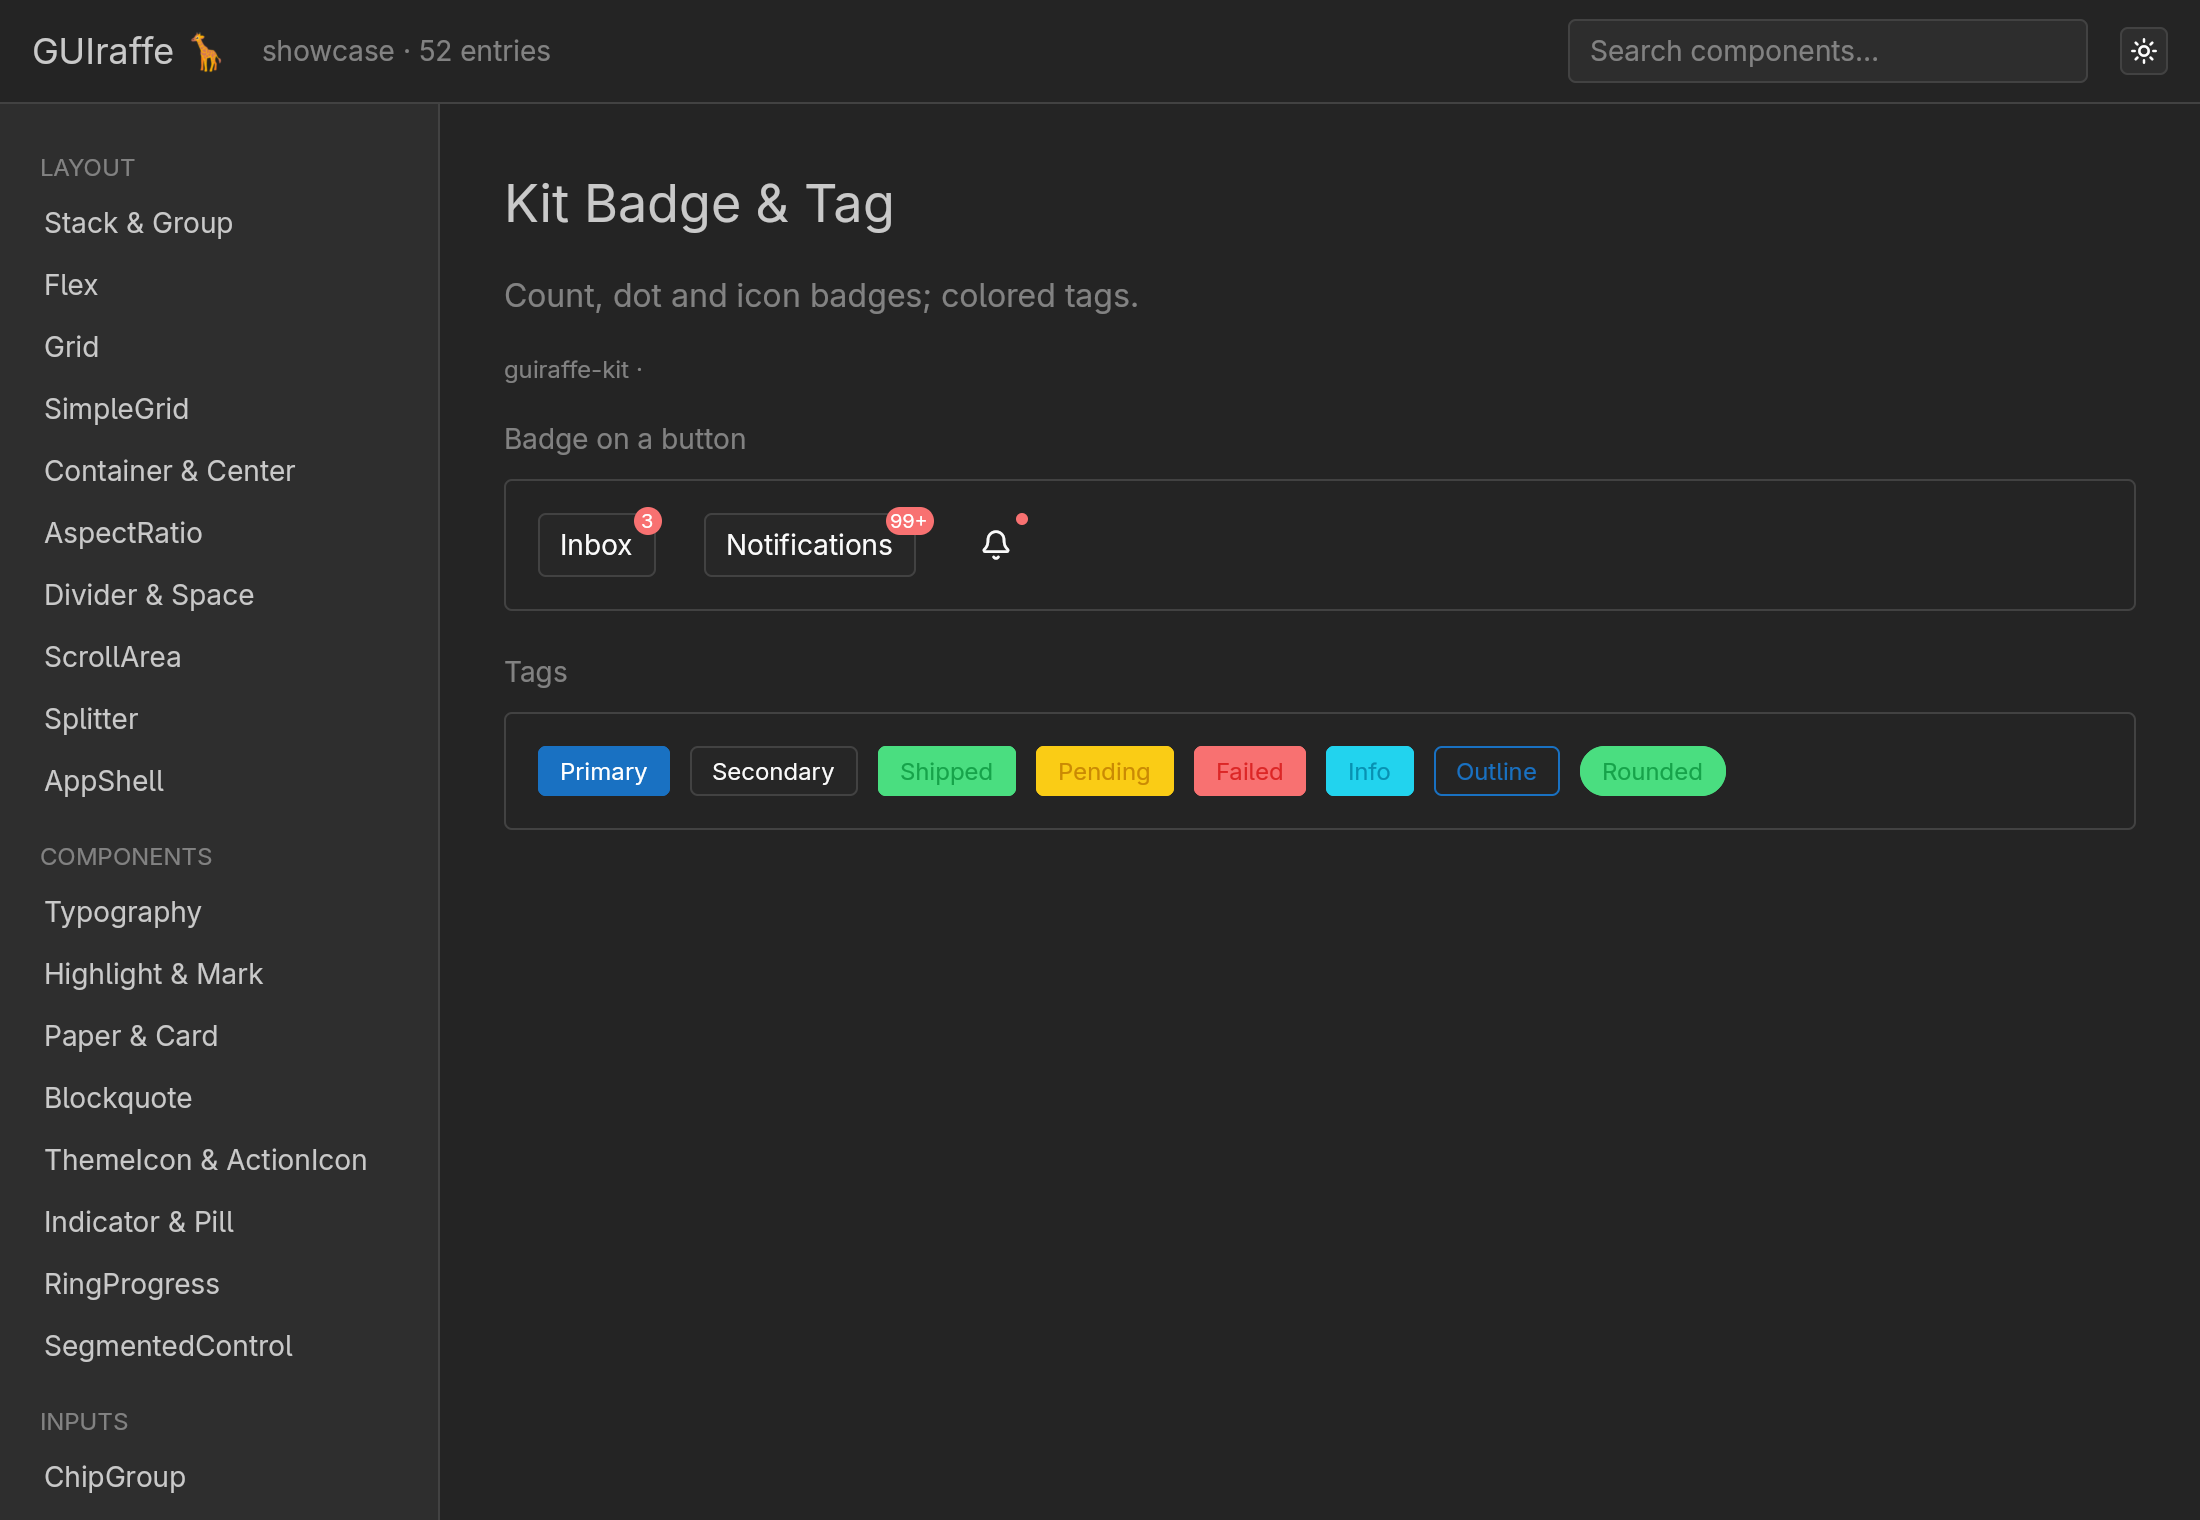 GUIraffe 🦒 showcase · 52 entries
Search components...
LAYOUT
Stack & Group
Flex
Grid
SimpleGrid
Container & Center
AspectRatio
Divider & Space
ScrollArea
Splitter
AppShell
COMPONENTS
Typography
Highlight & Mark
Paper & Card
Blockquote
ThemeIcon & ActionIcon
Indicator & Pill
RingProgress
SegmentedControl
INPUTS
ChipGroup
Kit Badge & Tag
Count, dot and icon badges; colored tags.
guiraffe-kit ·
Badge on a button
Inbox 3 Notifications 99+
Tags
Primary Secondary Shipped Pending Failed Info Outline Rounded